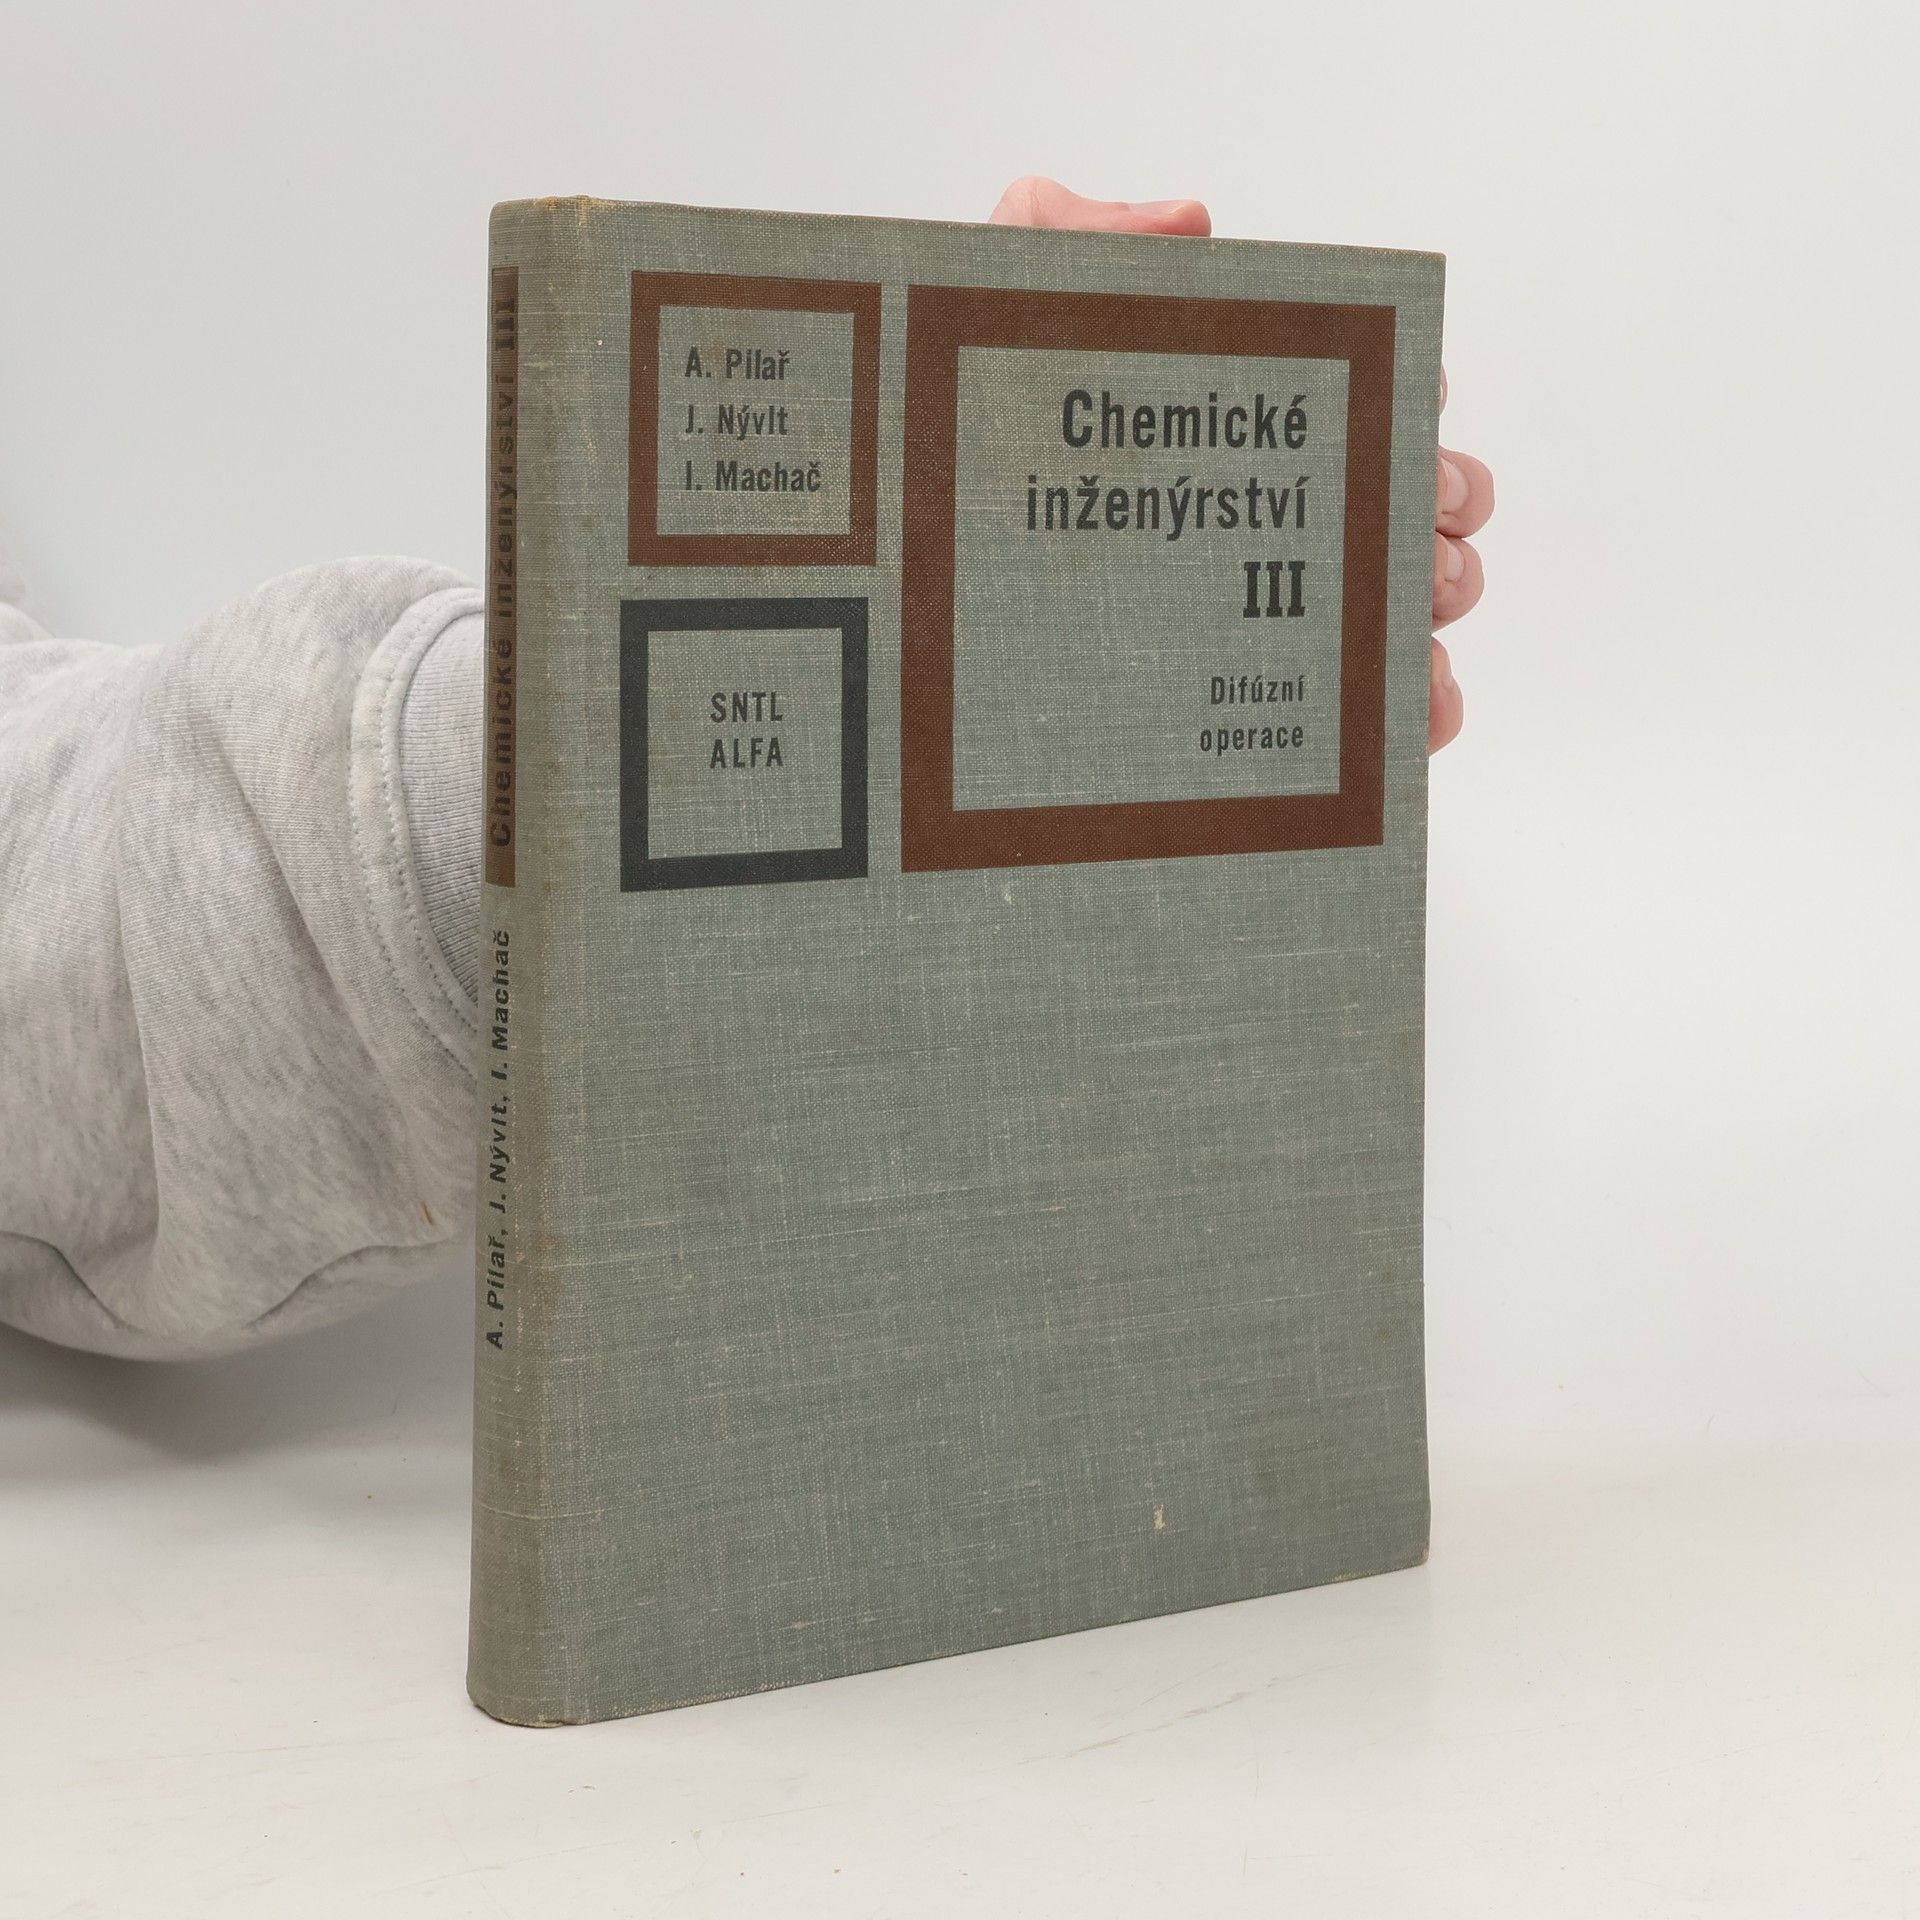 A. Pilař
J. Nývlt
I. Machač
Chemické
inženýrství
III
Difúzní
operace
SNTL
ALFA
A. Pilař, J. Nývlt, I. Machač Chemické inženýrství III